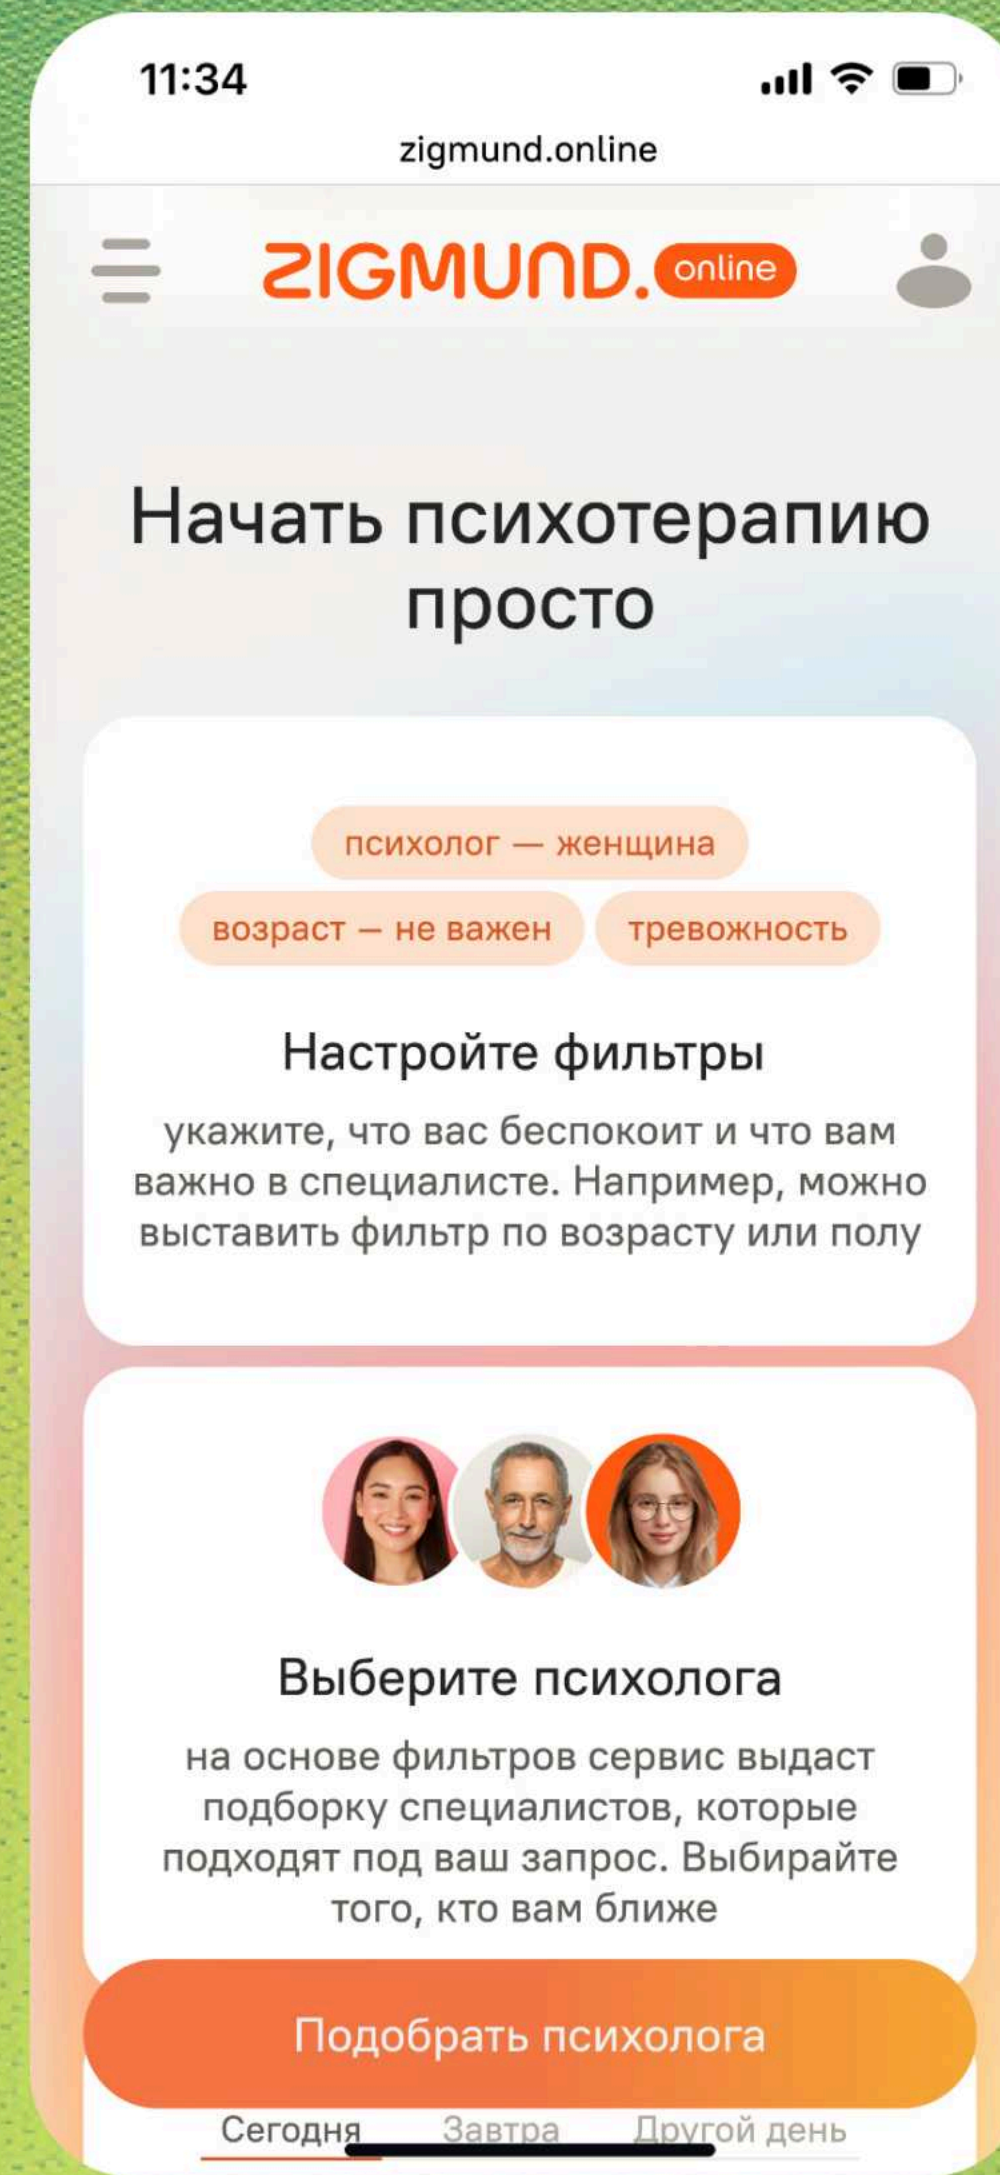 11:34
zigmund.online
ZIGMUND.online
Начать психотерапию
просто
психолог — женщина
возраст — не важен
тревожность
Настройте фильтры
укажите, что вас беспокоит и что вам
важно в специалисте. Например, можно
выставить фильтр по возрасту или полу
Выберите психолога
на основе фильтров сервис выдаст
подборку специалистов, которые
подходят под ваш запрос. Выбирайте
того, кто вам ближе
Подобрать психолога
Сегодня Завтра Другой день